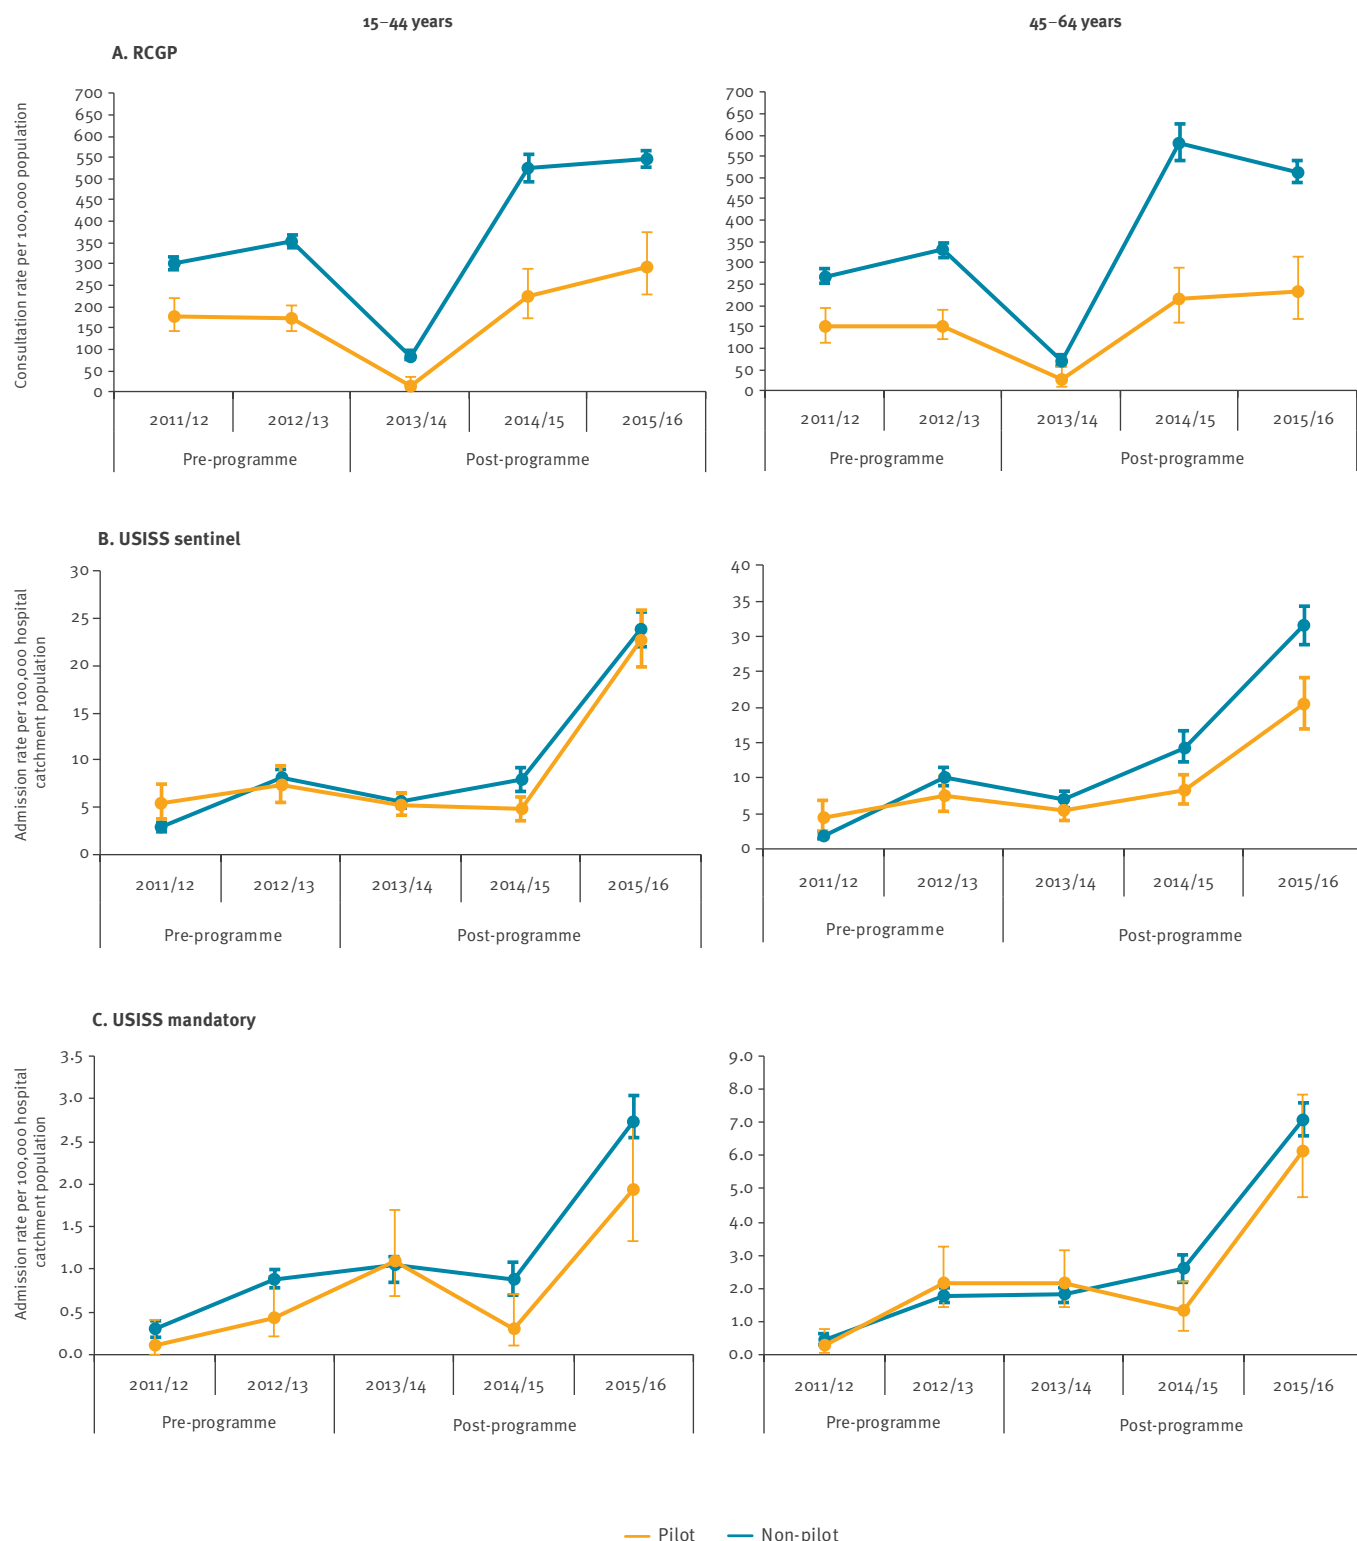 15–44 years
45–64 years
A. RCGP
Consultation rate per 100,000 population
700
650
600
550
500
450
400
350
300
250
200
150
100
50
0
2011/12 2012/13 2013/14 2014/15 2015/16
Pre-programme Post-programme
700
650
600
550
500
450
400
350
300
250
200
150
100
50
0
2011/12 2012/13 2013/14 2014/15 2015/16
Pre-programme Post-programme
B. USISS sentinel
Admission rate per 100,000 hospital
catchment population
30
25
20
15
10
5
0
2011/12 2012/13 2013/14 2014/15 2015/16
Pre-programme Post-programme
40
35
30
25
20
15
10
5
0
2011/12 2012/13 2013/14 2014/15 2015/16
Pre-programme Post-programme
C. USISS mandatory
Admission rate per 100,000 hospital
catchment population
3.5
3.0
2.5
2.0
1.5
1.0
0.5
0.0
2011/12 2012/13 2013/14 2014/15 2015/16
Pre-programme Post-programme
9.0
8.0
7.0
6.0
5.0
4.0
3.0
2.0
1.0
0.0
2011/12 2012/13 2013/14 2014/15 2015/16
Pre-programme Post-programme
Pilot Non-pilot